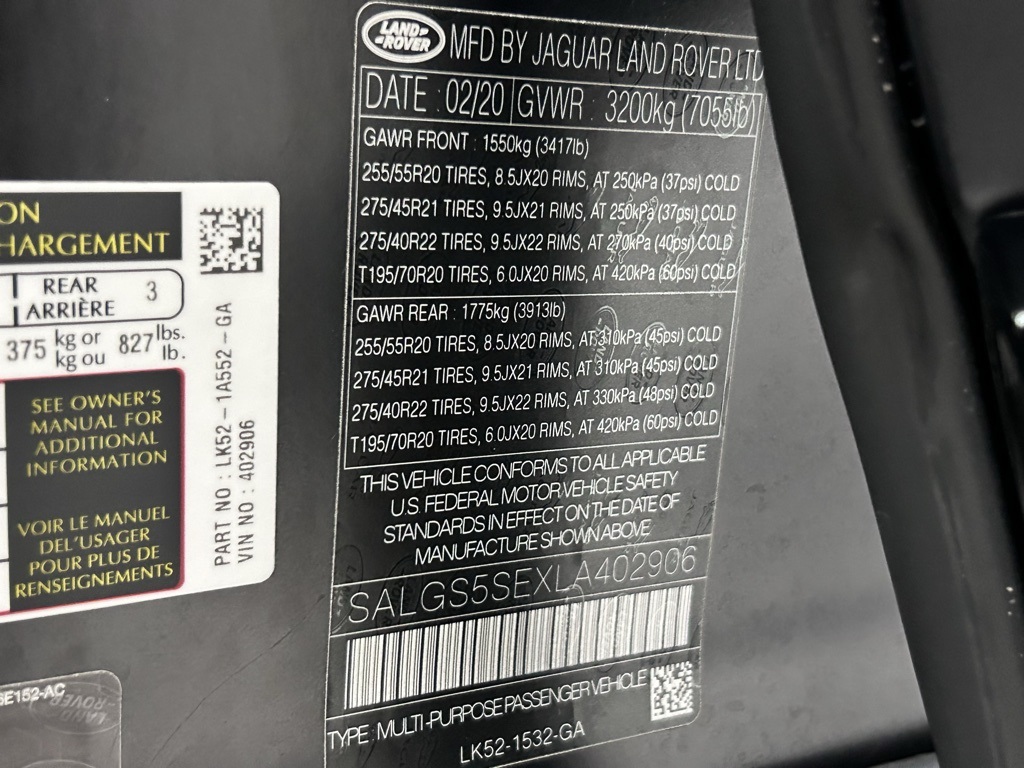 ON
HARGEMENT
REAR
ARRIÈRE
3
375 kg or 827 lbs.
kg ou lb.
SEE OWNER'S
MANUAL FOR
ADDITIONAL
INFORMATION
VOIR LE MANUEL
DEL'USAGER
POUR PLUS DE
RENSEIGNEMENTS
PART NO : LK52-1A552-GA
VIN NO : 402906
E152-AC
LAND-
-ROVER
LAND-
-ROVER
MFD BY JAGUAR LAND ROVER LTD
DATE : 02/20 GVWR : 3200kg (7055lb)
GAWR FRONT : 1550kg (3417lb)
255/55R20 TIRES, 8.5JX20 RIMS, AT 250kPa (37psi) COLD
275/45R21 TIRES, 9.5JX21 RIMS, AT 250kPa (37psi) COLD
275/40R22 TIRES, 9.5JX22 RIMS, AT 270kPa (40psi) COLD
T195/70R20 TIRES, 6.0JX20 RIMS, AT 420kPa (60psi) COLD
GAWR REAR : 1775kg (3913lb)
255/55R20 TIRES, 8.5JX20 RIMS, AT 310kPa (45psi) COLD
275/45R21 TIRES, 9.5JX21 RIMS, AT 310kPa (45psi) COLD
275/40R22 TIRES, 9.5JX22 RIMS, AT 330kPa (48psi) COLD
T195/70R20 TIRES, 6.0JX20 RIMS, AT 420kPa (60psi) COLD
THIS VEHICLE CONFORMS TO ALL APPLICABLE
U.S. FEDERAL MOTOR VEHICLE SAFETY
STANDARDS IN EFFECT ON THE DATE OF
MANUFACTURE SHOWN ABOVE
SALGS5SEXLA402906
TYPE : MULTI-PURPOSE PASSENGER VEHICLE
LK52-1532-GA